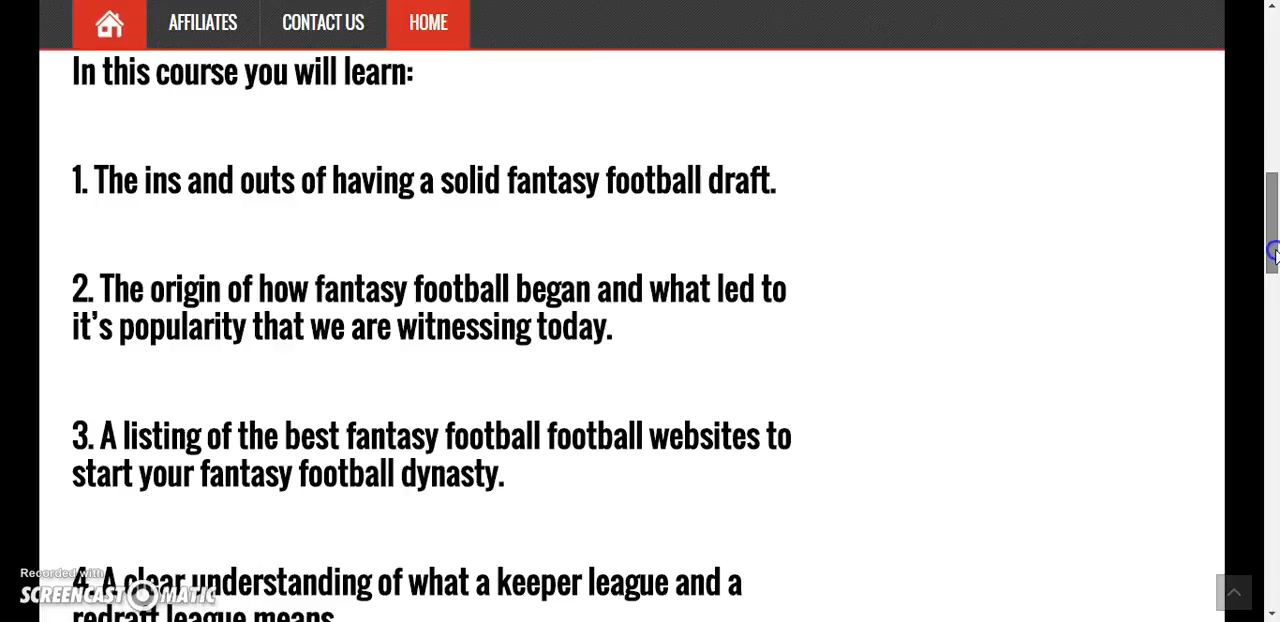 AFFILIATES CONTACT US HOME
In this course you will learn:
1. The ins and outs of having a solid fantasy football draft.
2. The origin of how fantasy football began and what led to
it's popularity that we are witnessing today.
3. A listing of the best fantasy football football websites to
start your fantasy football dynasty.
4. A clear understanding of what a keeper league and a
redraft league means.
Recorded with
SCREENCAST-O-MATIC